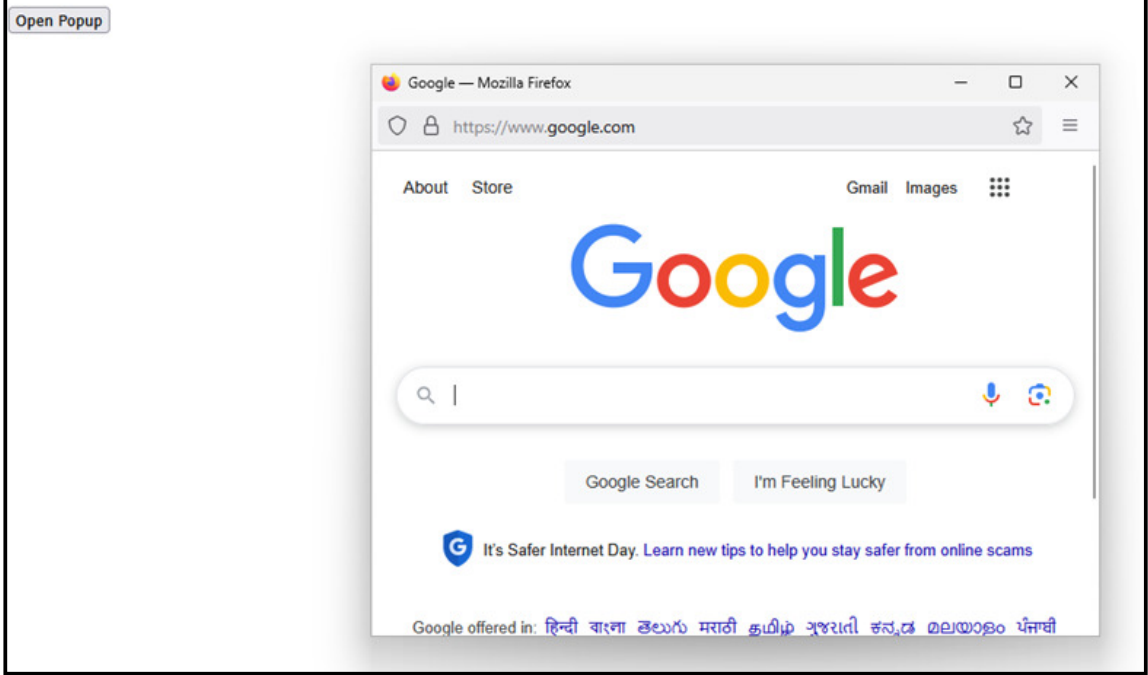 Open Popup
Google — Mozilla Firefox
https://www.google.com
About Store Gmail Images
Google
Google Search I'm Feeling Lucky
G It's Safer Internet Day. Learn new tips to help you stay safer from online scams
Google offered in: हिन्दी বাংলা తెలుగు मराठी தமிழ் ગુજરાતી ಕನ್ನಡ മലയാളം ਪੰਜਾਬੀ